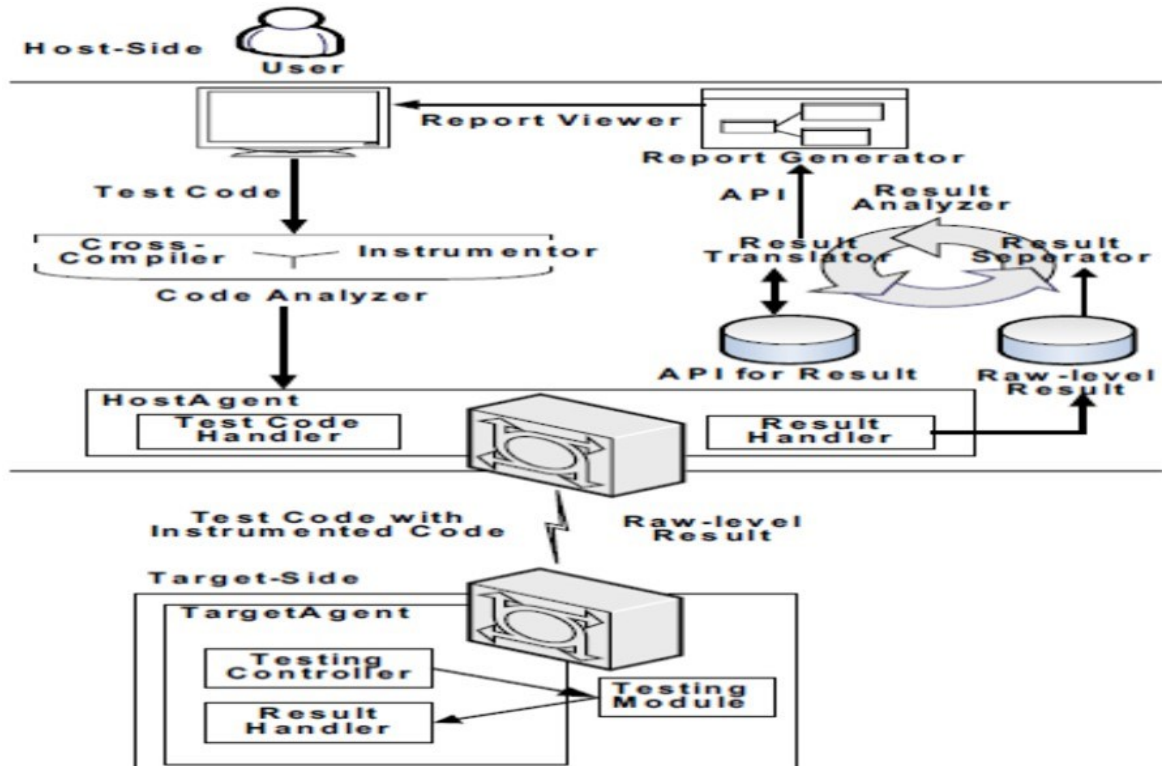 Host-Side
User
Report Viewer
Report Generator
Test Code
API
Result
Analyzer
Cross-
Compiler
Instrumentor
Code Analyzer
Result
Translator
Result
Seperator
API for Result
Raw-level
Result
HostAgent
Test Code
Handler
Result
Handler
Test Code with
Instrumented Code
Raw-level
Result
Target-Side
TargetAgent
Testing
Controller
Testing
Module
Result
Handler